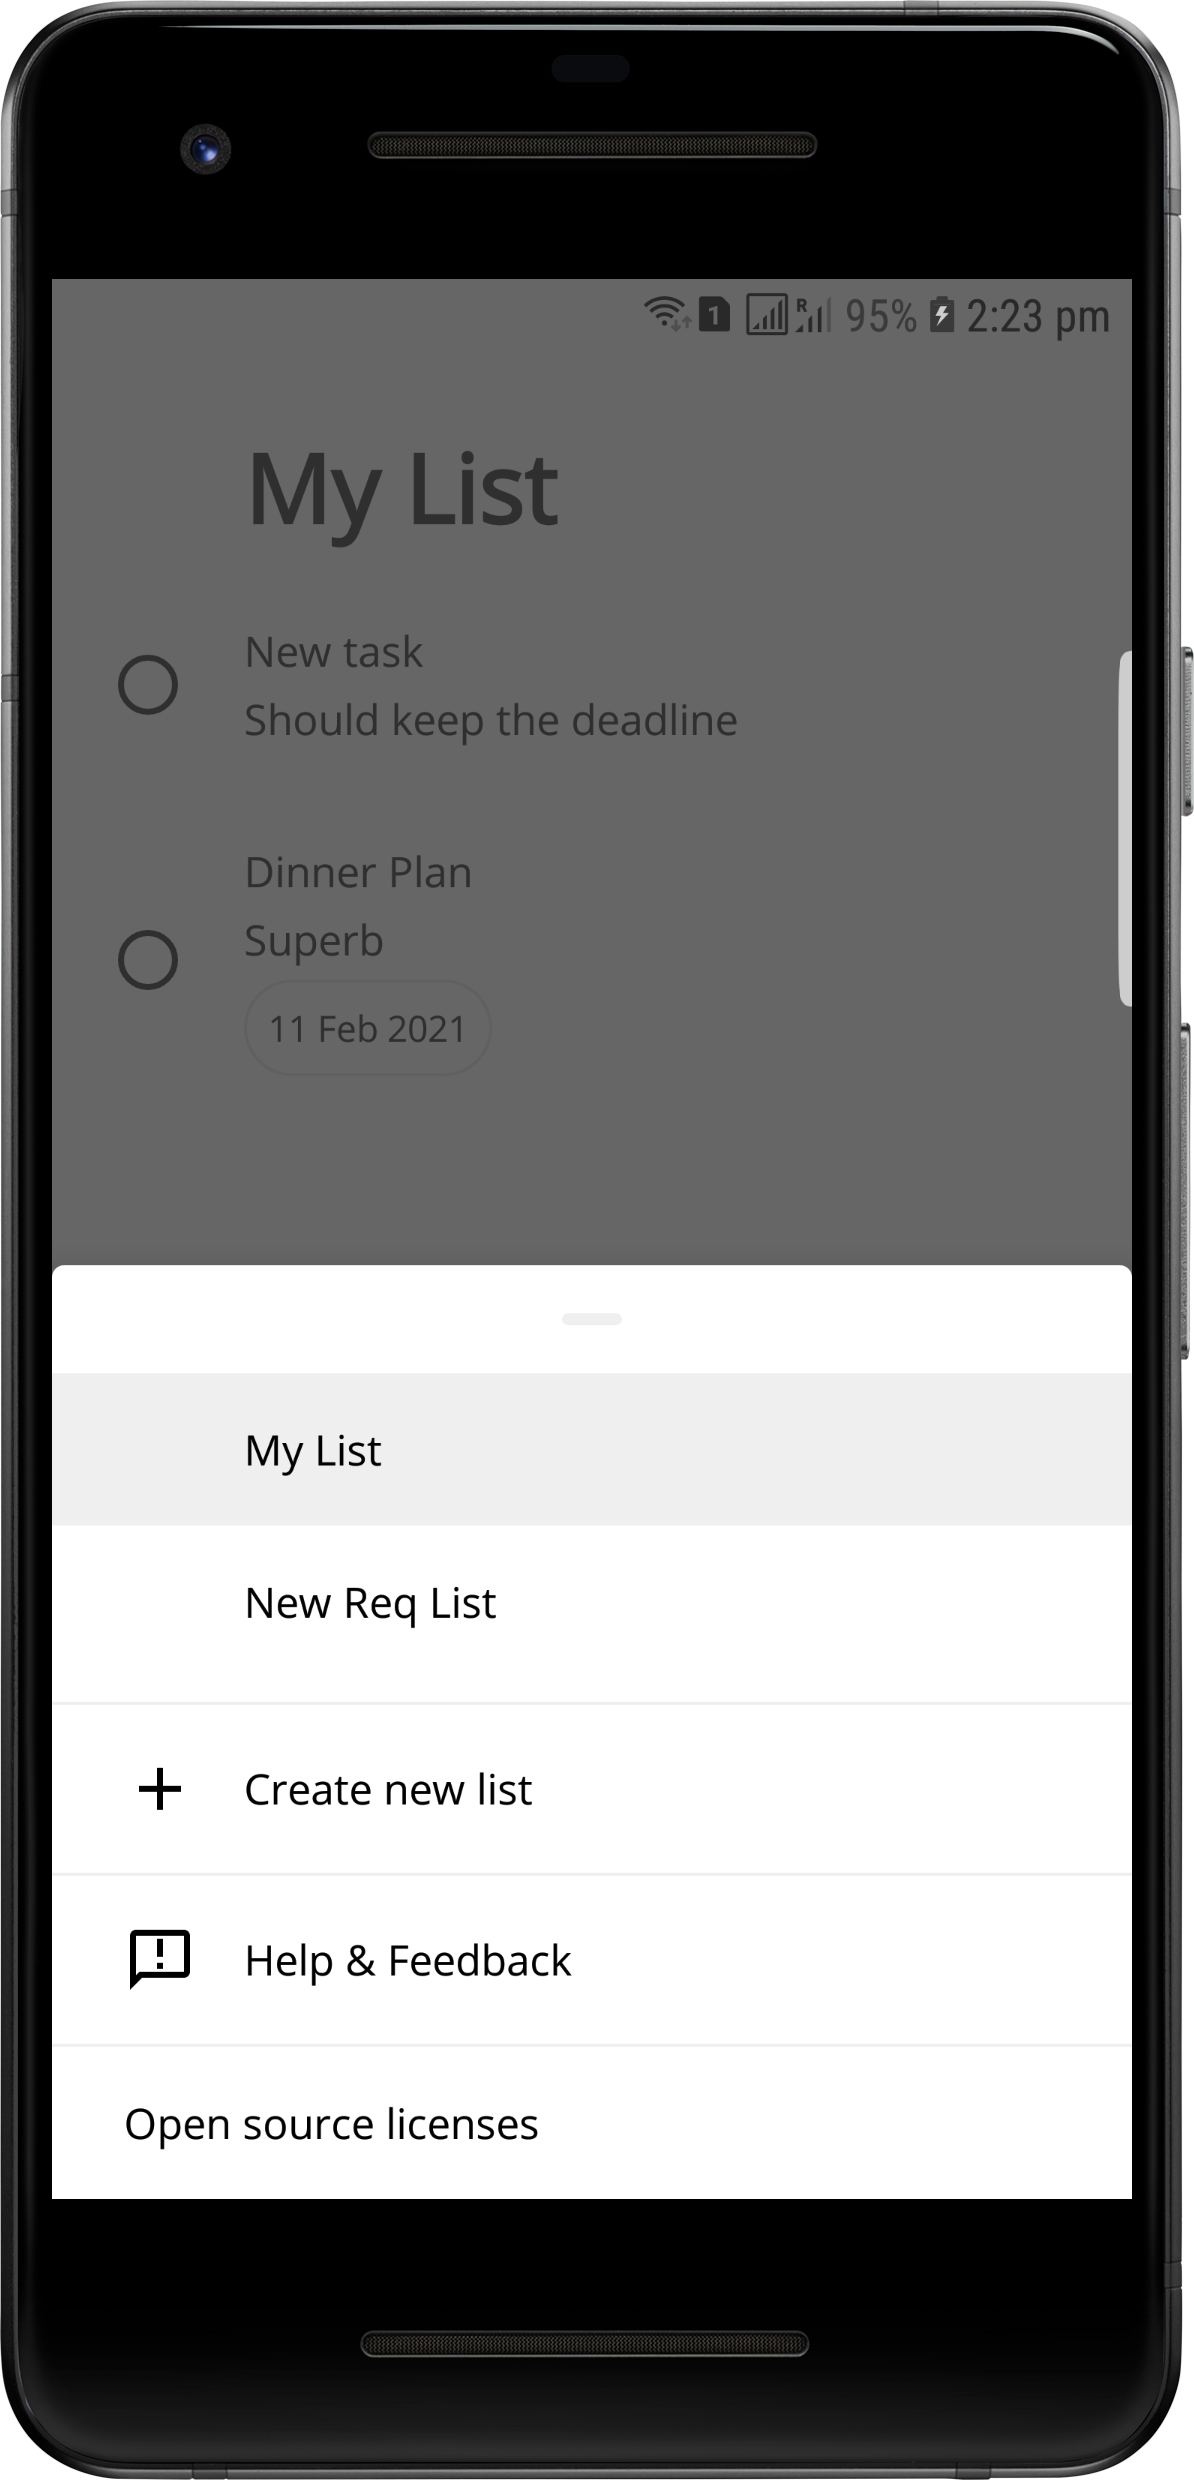 1 R 95% 2:23 pm
My List
New task
Should keep the deadline
Dinner Plan
Superb
11 Feb 2021
My List
New Req List
Create new list
Help & Feedback
Open source licenses